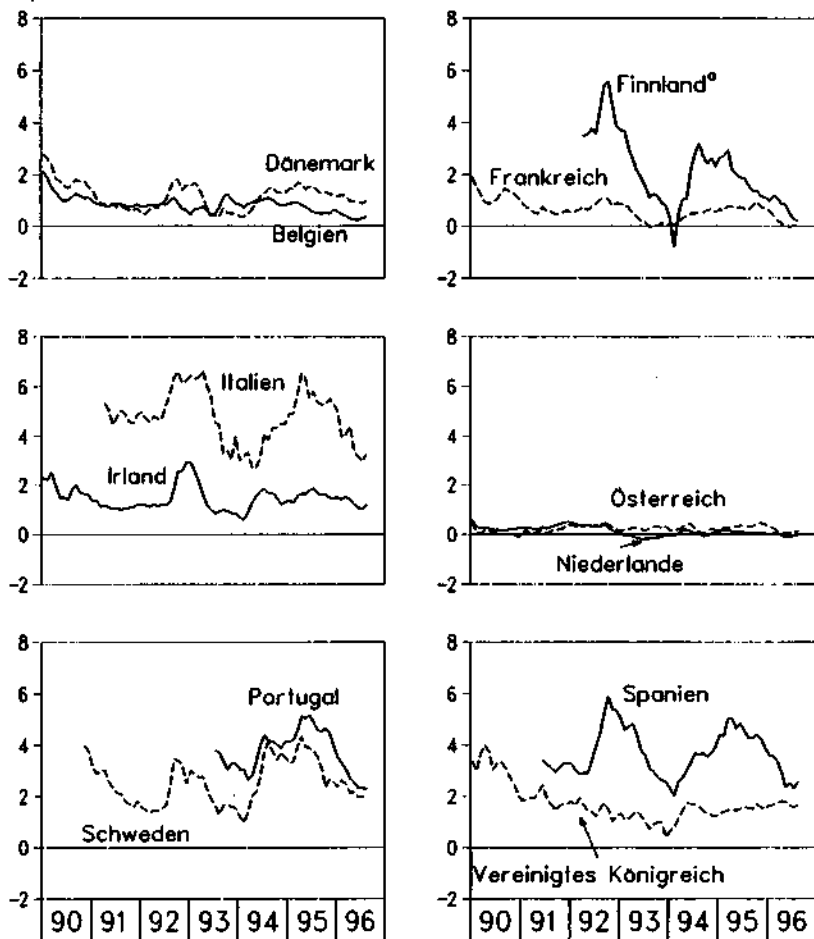 8
6
4
2
0
-2
Dänemark
Belgien
8
6
4
2
0
-2
Finnland°
Frankreich
8
6
4
2
0
-2
Italien
Irland
8
6
4
2
0
-2
Österreich
Niederlande
8
6
4
2
0
-2
Portugal
Schweden
8
6
4
2
0
-2
Spanien
Vereinigtes Königreich
90 91 92 93 94 95 96
90 91 92 93 94 95 96